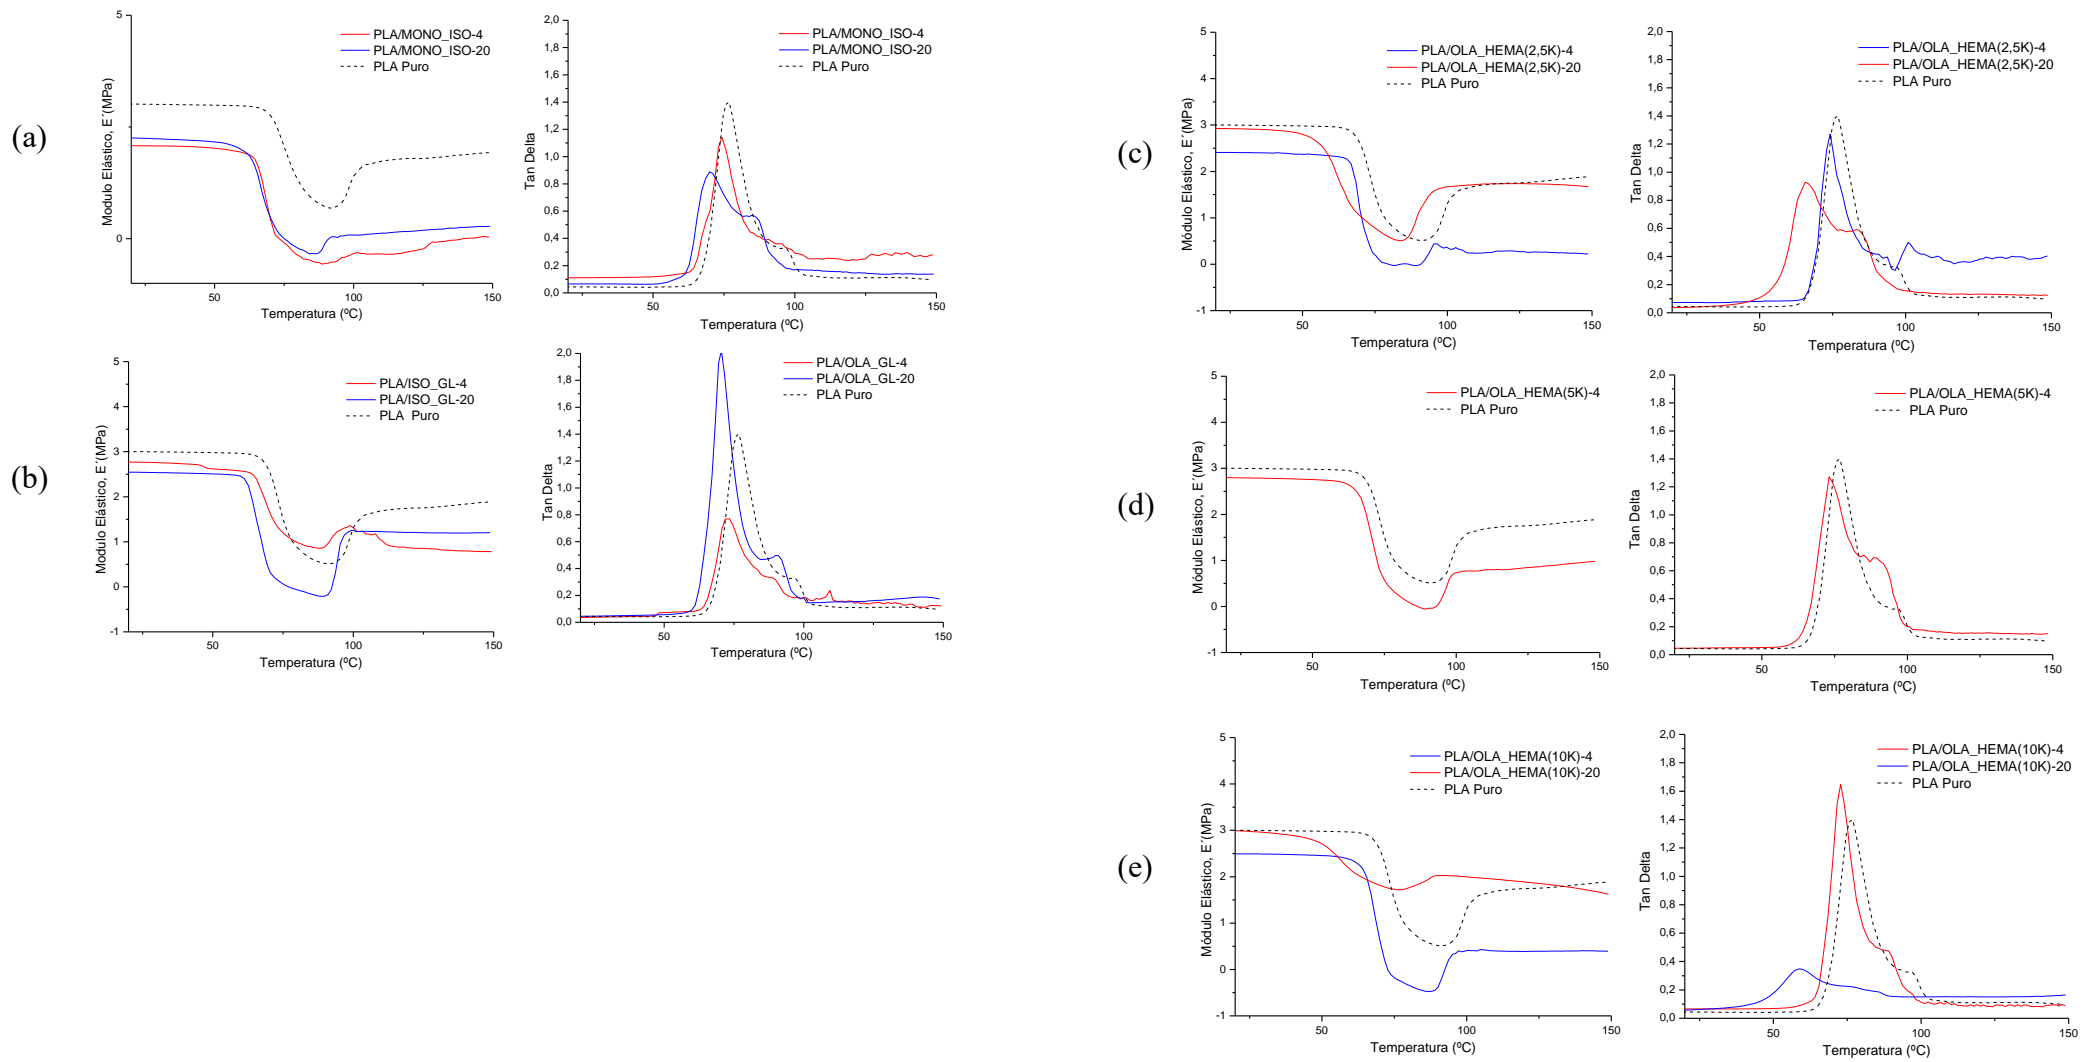 (a)
5
0
50
100
150
Modulo Elástico, E´(MPa)
Temperatura (ºC)
PLA/MONO_ISO-4
PLA/MONO_ISO-20
PLA Puro
2,0
1,8
1,6
1,4
1,2
1,0
0,8
0,6
0,4
0,2
0,0
50
100
150
Tan Delta
Temperatura (ºC)
PLA/MONO_ISO-4
PLA/MONO_ISO-20
PLA Puro
(b)
5
4
3
2
1
0
-1
50
100
150
Modulo Elástico, E´(MPa)
Temperatura (ºC)
PLA/ISO_GL-4
PLA/ISO_GL-20
PLA Puro
2,0
1,8
1,6
1,4
1,2
1,0
0,8
0,6
0,4
0,2
0,0
50
100
150
Tan Delta
Temperatura (ºC)
PLA/OLA_GL-4
PLA/OLA_GL-20
PLA Puro
(c)
5
4
3
2
1
0
-1
50
100
150
Módulo Elástico, E´(MPa)
Temperatura (ºC)
PLA/OLA_HEMA(2,5K)-4
PLA/OLA_HEMA(2,5K)-20
PLA Puro
2,0
1,8
1,6
1,4
1,2
1,0
0,8
0,6
0,4
0,2
0,0
50
100
150
Tan Delta
Temperatura (ºC)
PLA/OLA_HEMA(2,5K)-4
PLA/OLA_HEMA(2,5K)-20
PLA Puro
(d)
5
4
3
2
1
0
-1
50
100
150
Módulo Elástico, E´(MPa)
Temperatura (ºC)
PLA/OLA_HEMA(5K)-4
PLA Puro
2,0
1,8
1,6
1,4
1,2
1,0
0,8
0,6
0,4
0,2
0,0
50
100
150
Tan Delta
Temperatura (ºC)
PLA/OLA_HEMA(5K)-4
PLA Puro
(e)
5
4
3
2
1
0
-1
50
100
150
Módulo Elástico, E´(MPa)
Temperatura (ºC)
PLA/OLA_HEMA(10K)-4
PLA/OLA_HEMA(10K)-20
PLA Puro
2,0
1,8
1,6
1,4
1,2
1,0
0,8
0,6
0,4
0,2
0,0
50
100
150
Tan Delta
Temperatura (ºC)
PLA/OLA_HEMA(10K)-4
PLA/OLA_HEMA(10K)-20
PLA Puro